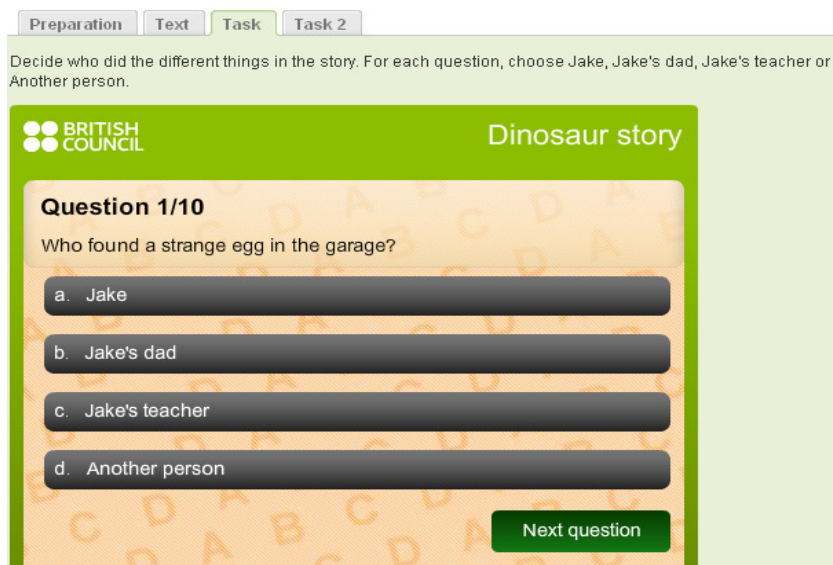 Preparation Text Task Task 2
Decide who did the different things in the story. For each question, choose Jake, Jake's dad, Jake's teacher or
Another person.
BRITISH
COUNCIL
Dinosaur story
Question 1/10
Who found a strange egg in the garage?
a. Jake
b. Jake's dad
c. Jake's teacher
d. Another person
Next question